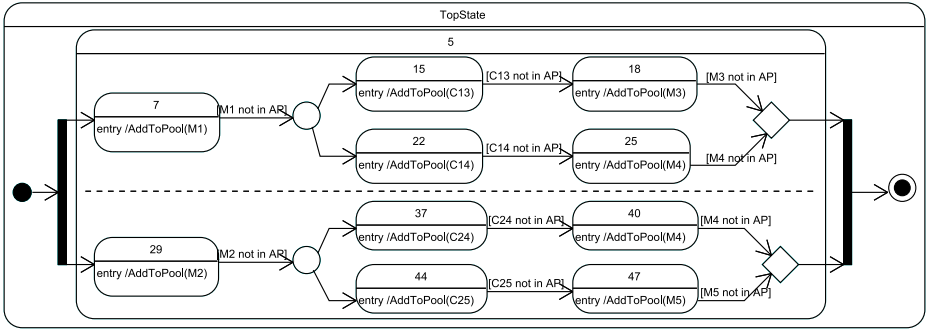 TopState
5
15
entry /AddToPool(C13)
[C13 not in AP]
18
entry /AddToPool(M3)
[M3 not in AP]
7
entry /AddToPool(M1)
[M1 not in AP]
22
entry /AddToPool(C14)
[C14 not in AP]
25
entry /AddToPool(M4)
[M4 not in AP]
37
entry /AddToPool(C24)
[C24 not in AP]
40
entry /AddToPool(M4)
[M4 not in AP]
29
entry /AddToPool(M2)
[M2 not in AP]
44
entry /AddToPool(C25)
[C25 not in AP]
47
entry /AddToPool(M5)
[M5 not in AP]